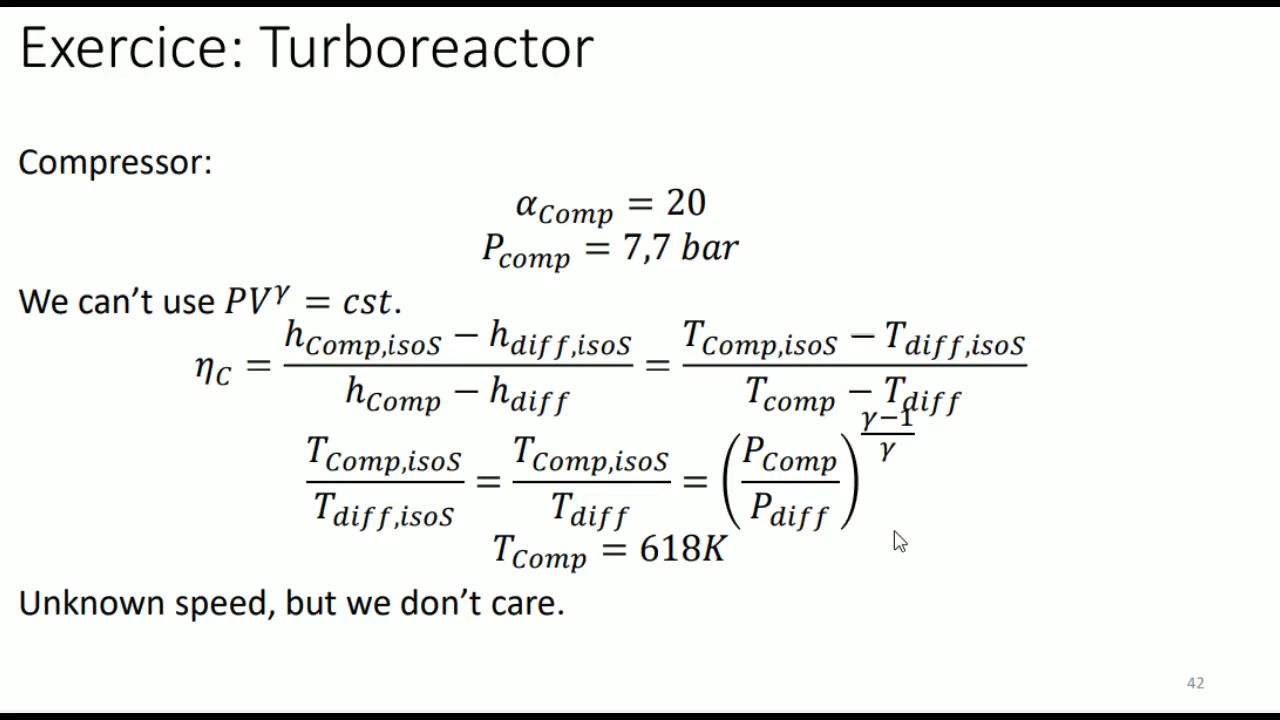 Exercice: Turboreactor
Compressor:
α_Comp = 20
P_comp = 7,7 bar
We can't use PV^γ = cst.
η_C = (h_Comp,isoS − h_diff,isoS) / (h_Comp − h_diff) = (T_Comp,isoS − T_diff,isoS) / (T_comp − T_diff)
T_Comp,isoS / T_diff,isoS = T_Comp,isoS / T_diff = (P_Comp / P_diff)^((γ−1)/γ)
T_Comp = 618K
Unknown speed, but we don't care.
42